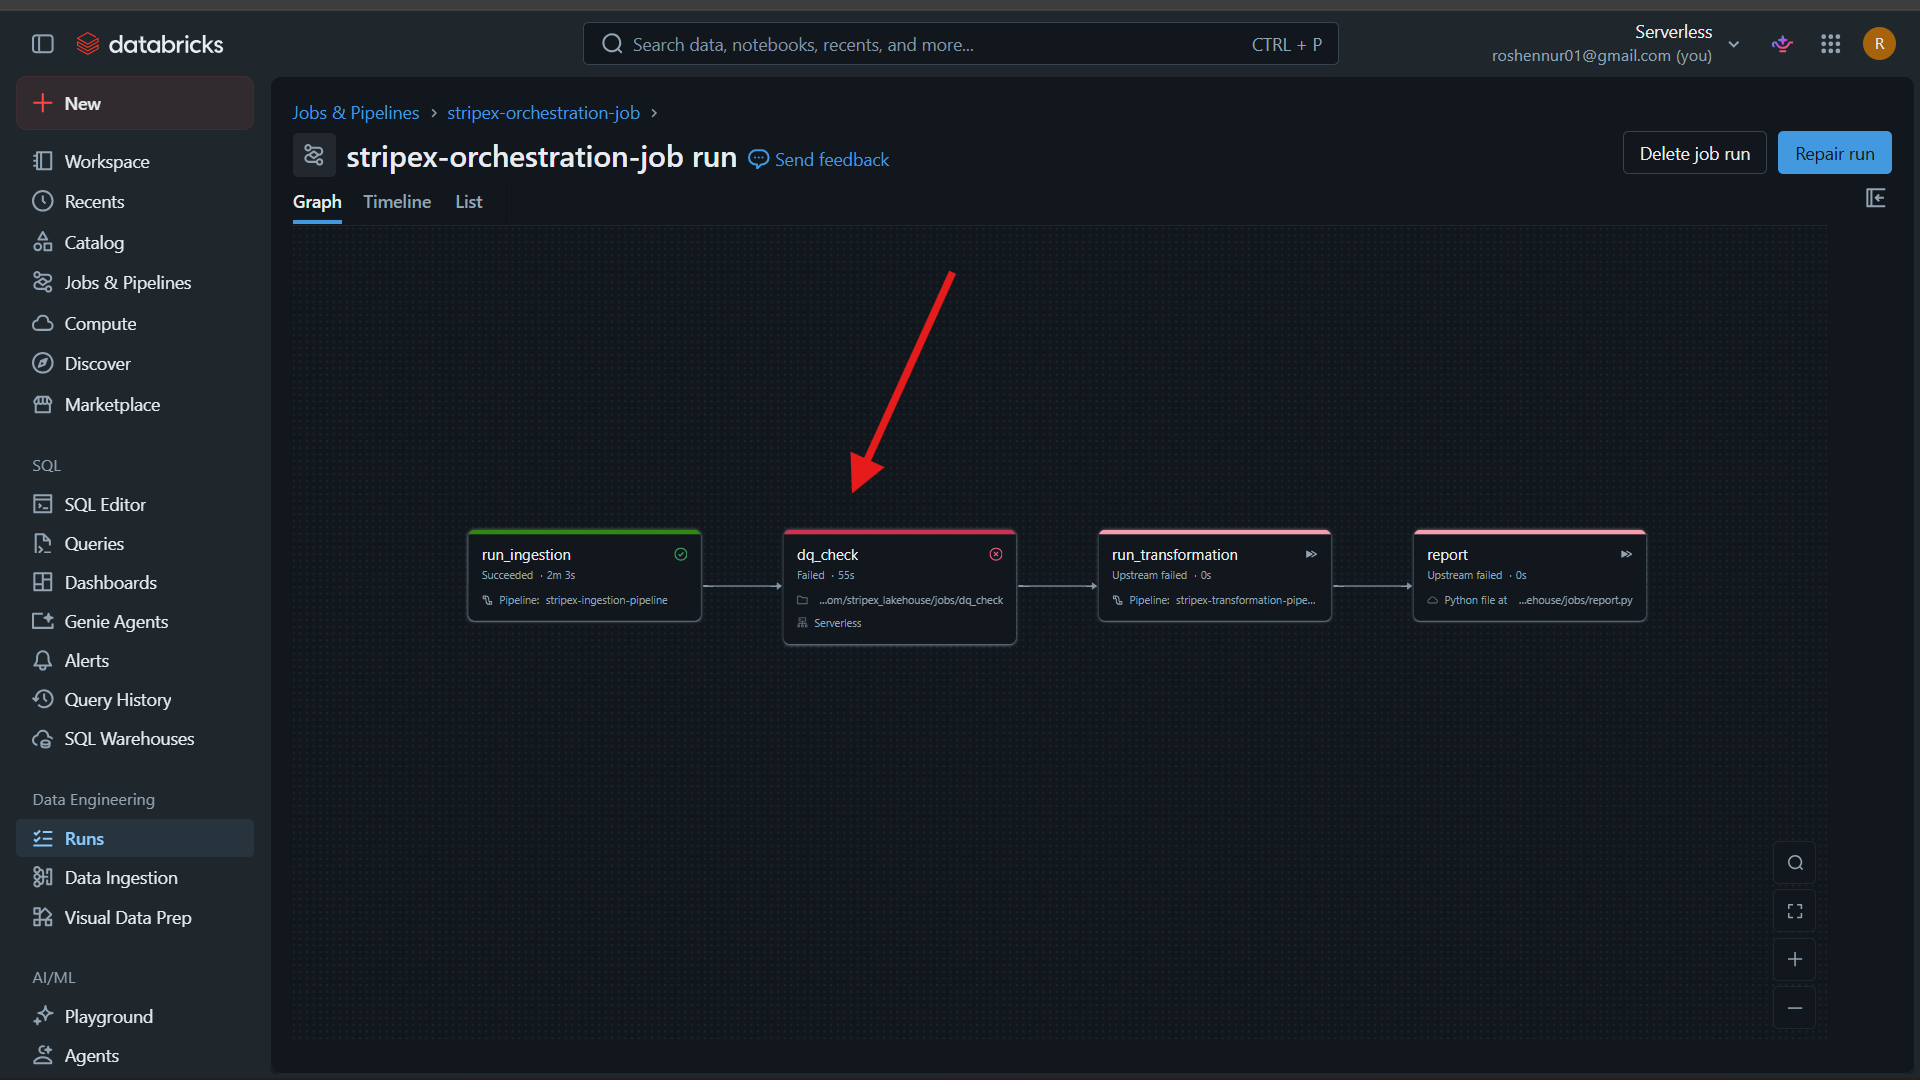 databricks
Search data, notebooks, recents, and more...
CTRL + P
Serverless
roshennur01@gmail.com (you)
R
New
Workspace
Recents
Catalog
Jobs & Pipelines
Compute
Discover
Marketplace
SQL
SQL Editor
Queries
Dashboards
Genie Agents
Alerts
Query History
SQL Warehouses
Data Engineering
Runs
Data Ingestion
Visual Data Prep
AI/ML
Playground
Agents
Jobs & Pipelines › stripex-orchestration-job ›
stripex-orchestration-job run
Send feedback
Delete job run
Repair run
Graph
Timeline
List
run_ingestion
Succeeded · 2m 3s
Pipeline: stripex-ingestion-pipeline
dq_check
Failed · 55s
...om/stripex_lakehouse/jobs/dq_check
Serverless
run_transformation
Upstream failed · 0s
Pipeline: stripex-transformation-pipe...
report
Upstream failed · 0s
Python file at ...ehouse/jobs/report.py